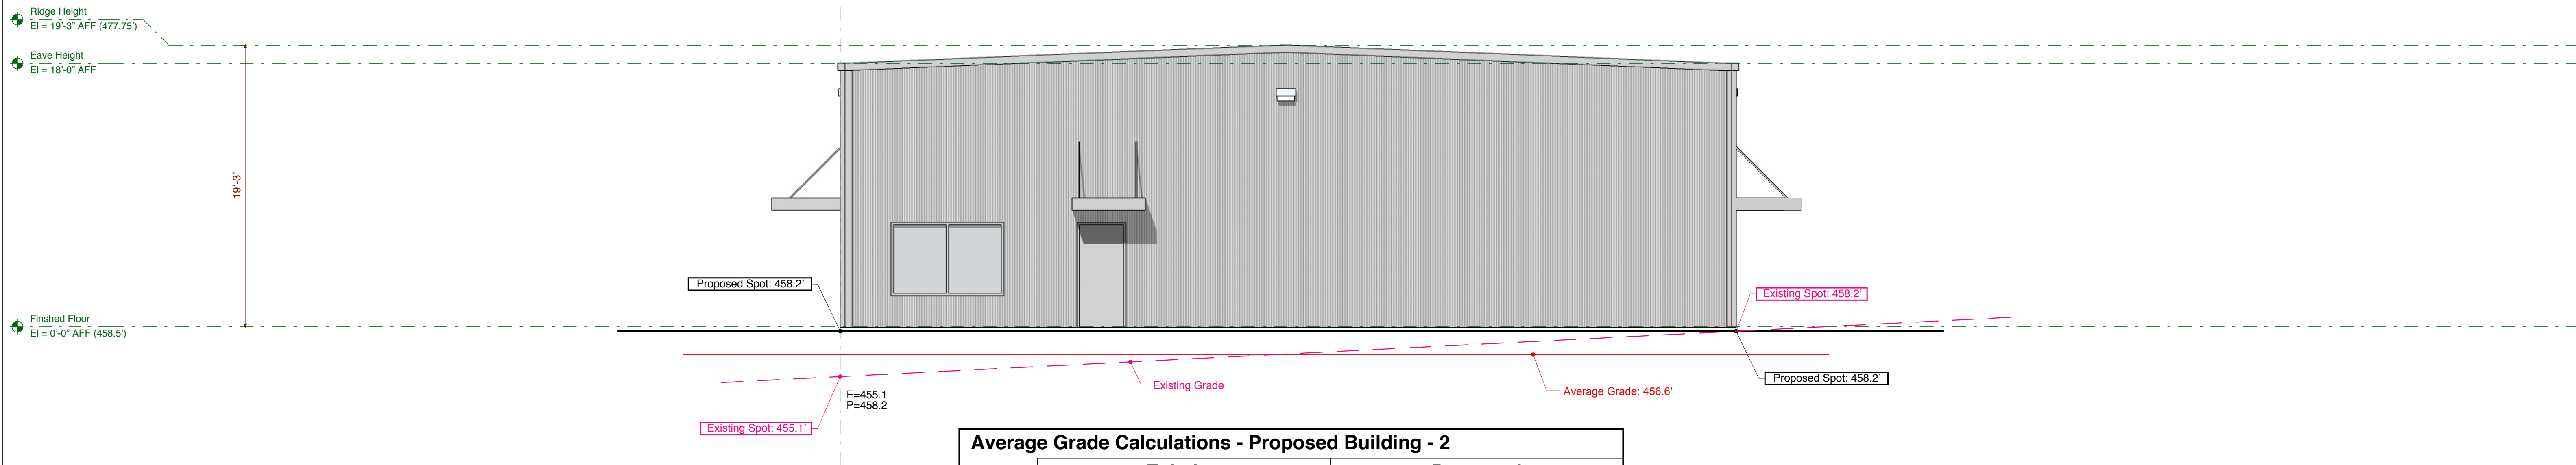 Ridge Height
El = 19'-3" AFF (477.75')
Eave Height
El = 18'-0" AFF
19'-3"
Proposed Spot: 458.2'
Existing Spot: 458.2'
Finshed Floor
El = 0'-0" AFF (458.5')
Existing Grade
Average Grade: 456.6'
Proposed Spot: 458.2'
E=455.1
P=458.2
Existing Spot: 455.1'
Average Grade Calculations - Proposed Building - 2